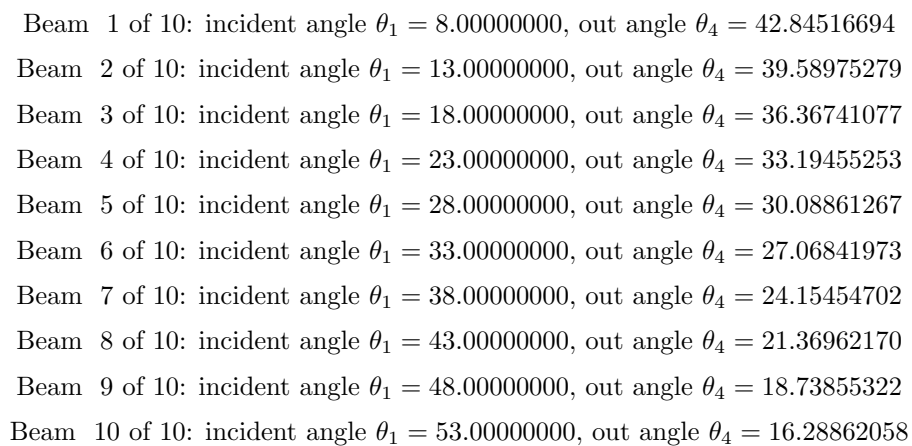 Beam 1 of 10: incident angle θ₁ = 8.00000000, out angle θ₄ = 42.84516694
Beam 2 of 10: incident angle θ₁ = 13.00000000, out angle θ₄ = 39.58975279
Beam 3 of 10: incident angle θ₁ = 18.00000000, out angle θ₄ = 36.36741077
Beam 4 of 10: incident angle θ₁ = 23.00000000, out angle θ₄ = 33.19455253
Beam 5 of 10: incident angle θ₁ = 28.00000000, out angle θ₄ = 30.08861267
Beam 6 of 10: incident angle θ₁ = 33.00000000, out angle θ₄ = 27.06841973
Beam 7 of 10: incident angle θ₁ = 38.00000000, out angle θ₄ = 24.15454702
Beam 8 of 10: incident angle θ₁ = 43.00000000, out angle θ₄ = 21.36962170
Beam 9 of 10: incident angle θ₁ = 48.00000000, out angle θ₄ = 18.73855322
Beam 10 of 10: incident angle θ₁ = 53.00000000, out angle θ₄ = 16.28862058